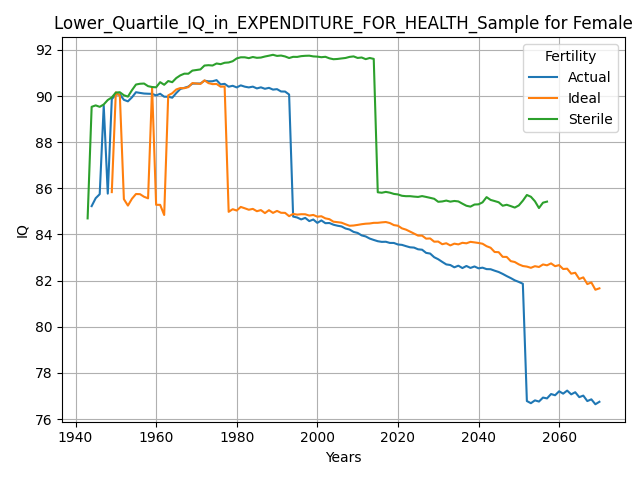 Lower_Quartile_IQ_in_EXPENDITURE_FOR_HEALTH_Sample for Female
92
90
88
86
84
82
80
78
76
IQ
1940
1960
1980
2000
2020
2040
2060
Years
Fertility
Actual
Ideal
Sterile